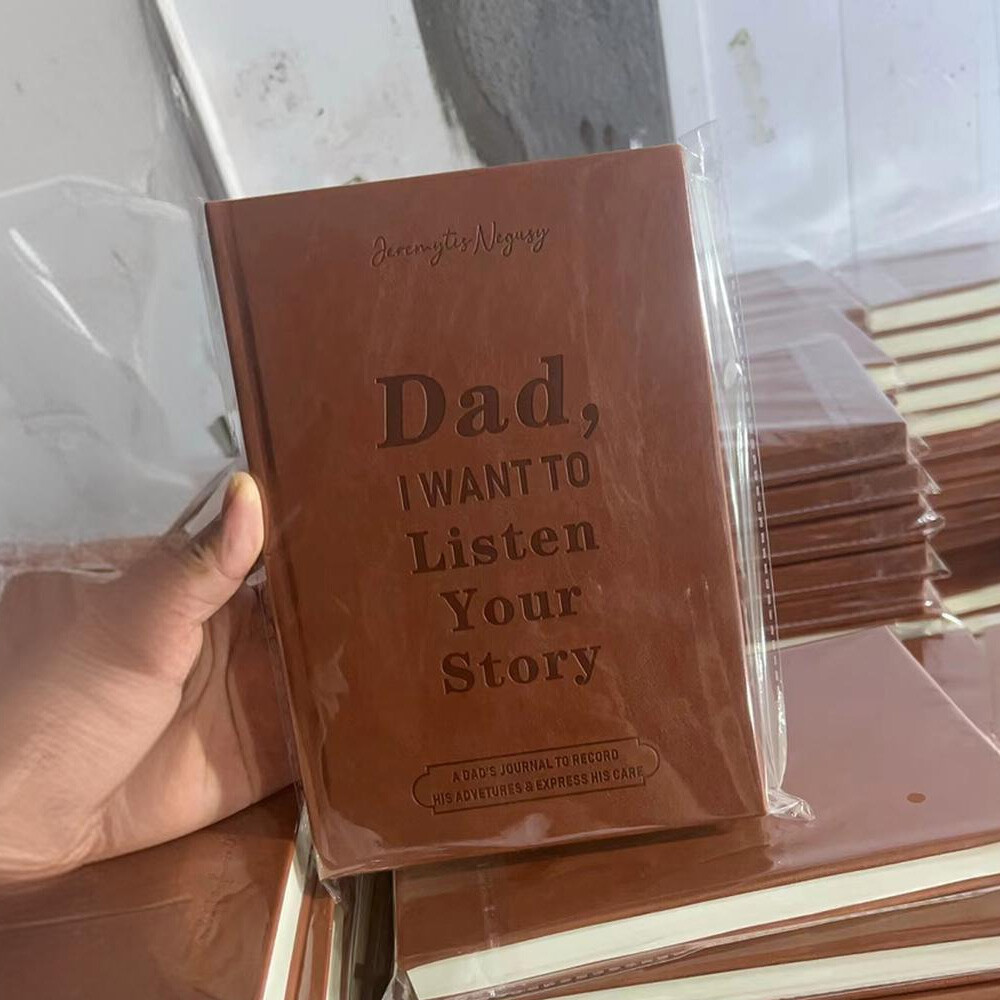 Jeremytis Negusy
Dad,
I WANT TO
Listen
Your
Story
A DAD'S JOURNAL TO RECORD
HIS ADVETURES & EXPRESS HIS CARE